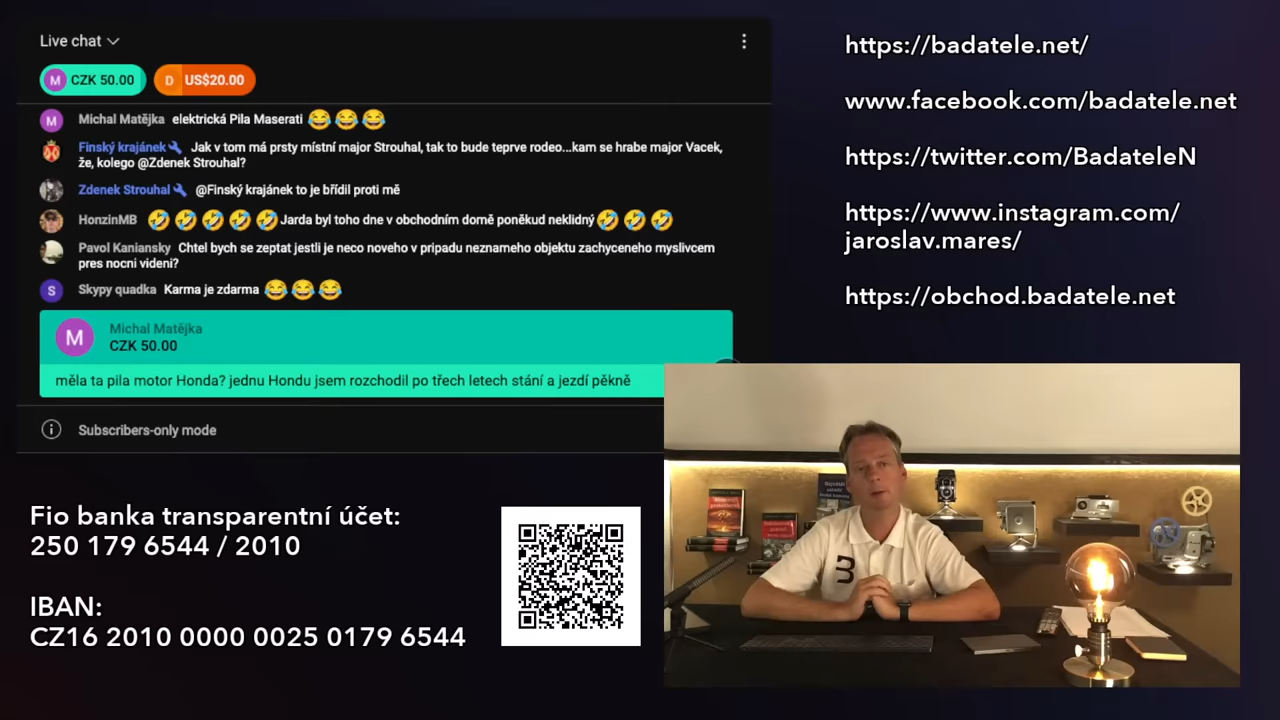 Live chat
M CZK 50.00 D US$20.00
Michal Matějka elektrická Pila Maserati 😂😂😂
Finský krajánek Jak v tom má prsty místní major Strouhal, tak to bude teprve rodeo...kam se hrabe major Vacek,
že, kolego @Zdenek Strouhal?
Zdenek Strouhal @Finský krajánek to je břídil proti mě
HonzinMB 🤣🤣🤣🤣🤣Jarda byl toho dne v obchodním domě poněkud neklidný🤣🤣🤣
Pavol Kaniansky Chtel bych se zeptat jestli je neco noveho v pripadu neznameho objektu zachyceneho myslivcem
pres nocni videni?
S Skypy quadka Karma je zdarma 😂😂😂
M Michal Matějka
CZK 50.00
měla ta pila motor Honda? jednu Hondu jsem rozchodil po třech letech stání a jezdí pěkně
Subscribers-only mode
https://badatele.net/
www.facebook.com/badatele.net
https://twitter.com/BadateleN
https://www.instagram.com/
jaroslav.mares/
https://obchod.badatele.net
Fio banka transparentní účet:
250 179 6544 / 2010
IBAN:
CZ16 2010 0000 0025 0179 6544